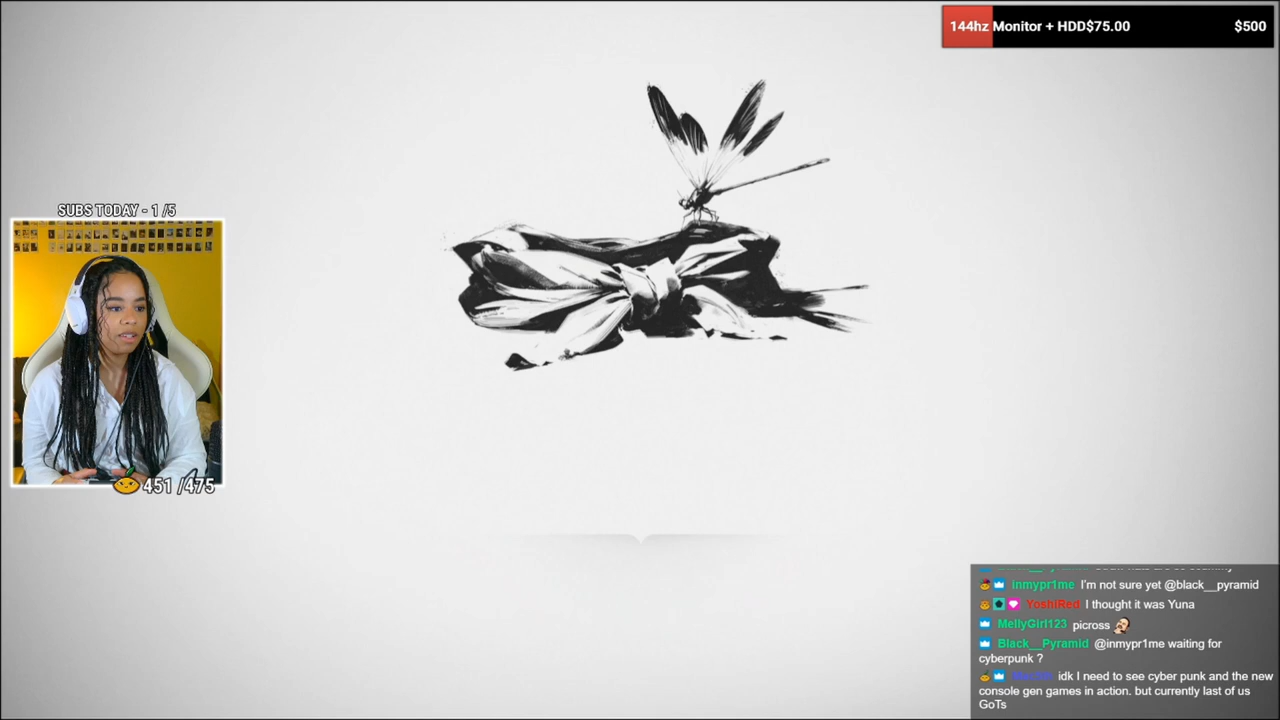 144hz Monitor + HDD$75.00 $500
SUBS TODAY - 1 /5
451 /475
inmypr1me I'm not sure yet @black__pyramid
YoshiRed I thought it was Yuna
MellyGirl123 picross
Black__Pyramid @inmypr1me waiting for
cyberpunk ?
idk I need to see cyber punk and the new
console gen games in action. but currently last of us
GoTs